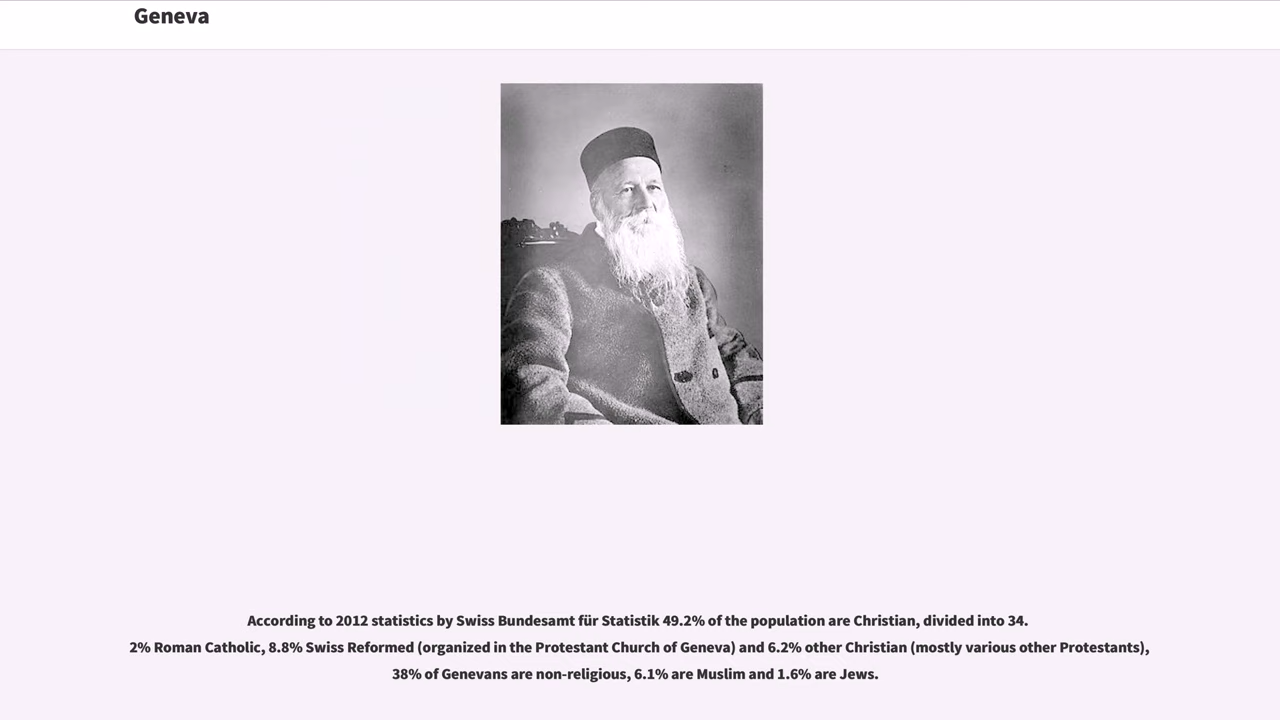 Geneva
According to 2012 statistics by Swiss Bundesamt für Statistik 49.2% of the population are Christian, divided into 34.
2% Roman Catholic, 8.8% Swiss Reformed (organized in the Protestant Church of Geneva) and 6.2% other Christian (mostly various other Protestants),
38% of Genevans are non-religious, 6.1% are Muslim and 1.6% are Jews.